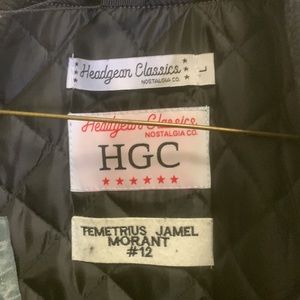 Headgear Classics
NOSTALGIA CO.
L
Headgear Classics
NOSTALGIA CO.
HGC
TEMETRIUS JAMEL
MORANT
#12